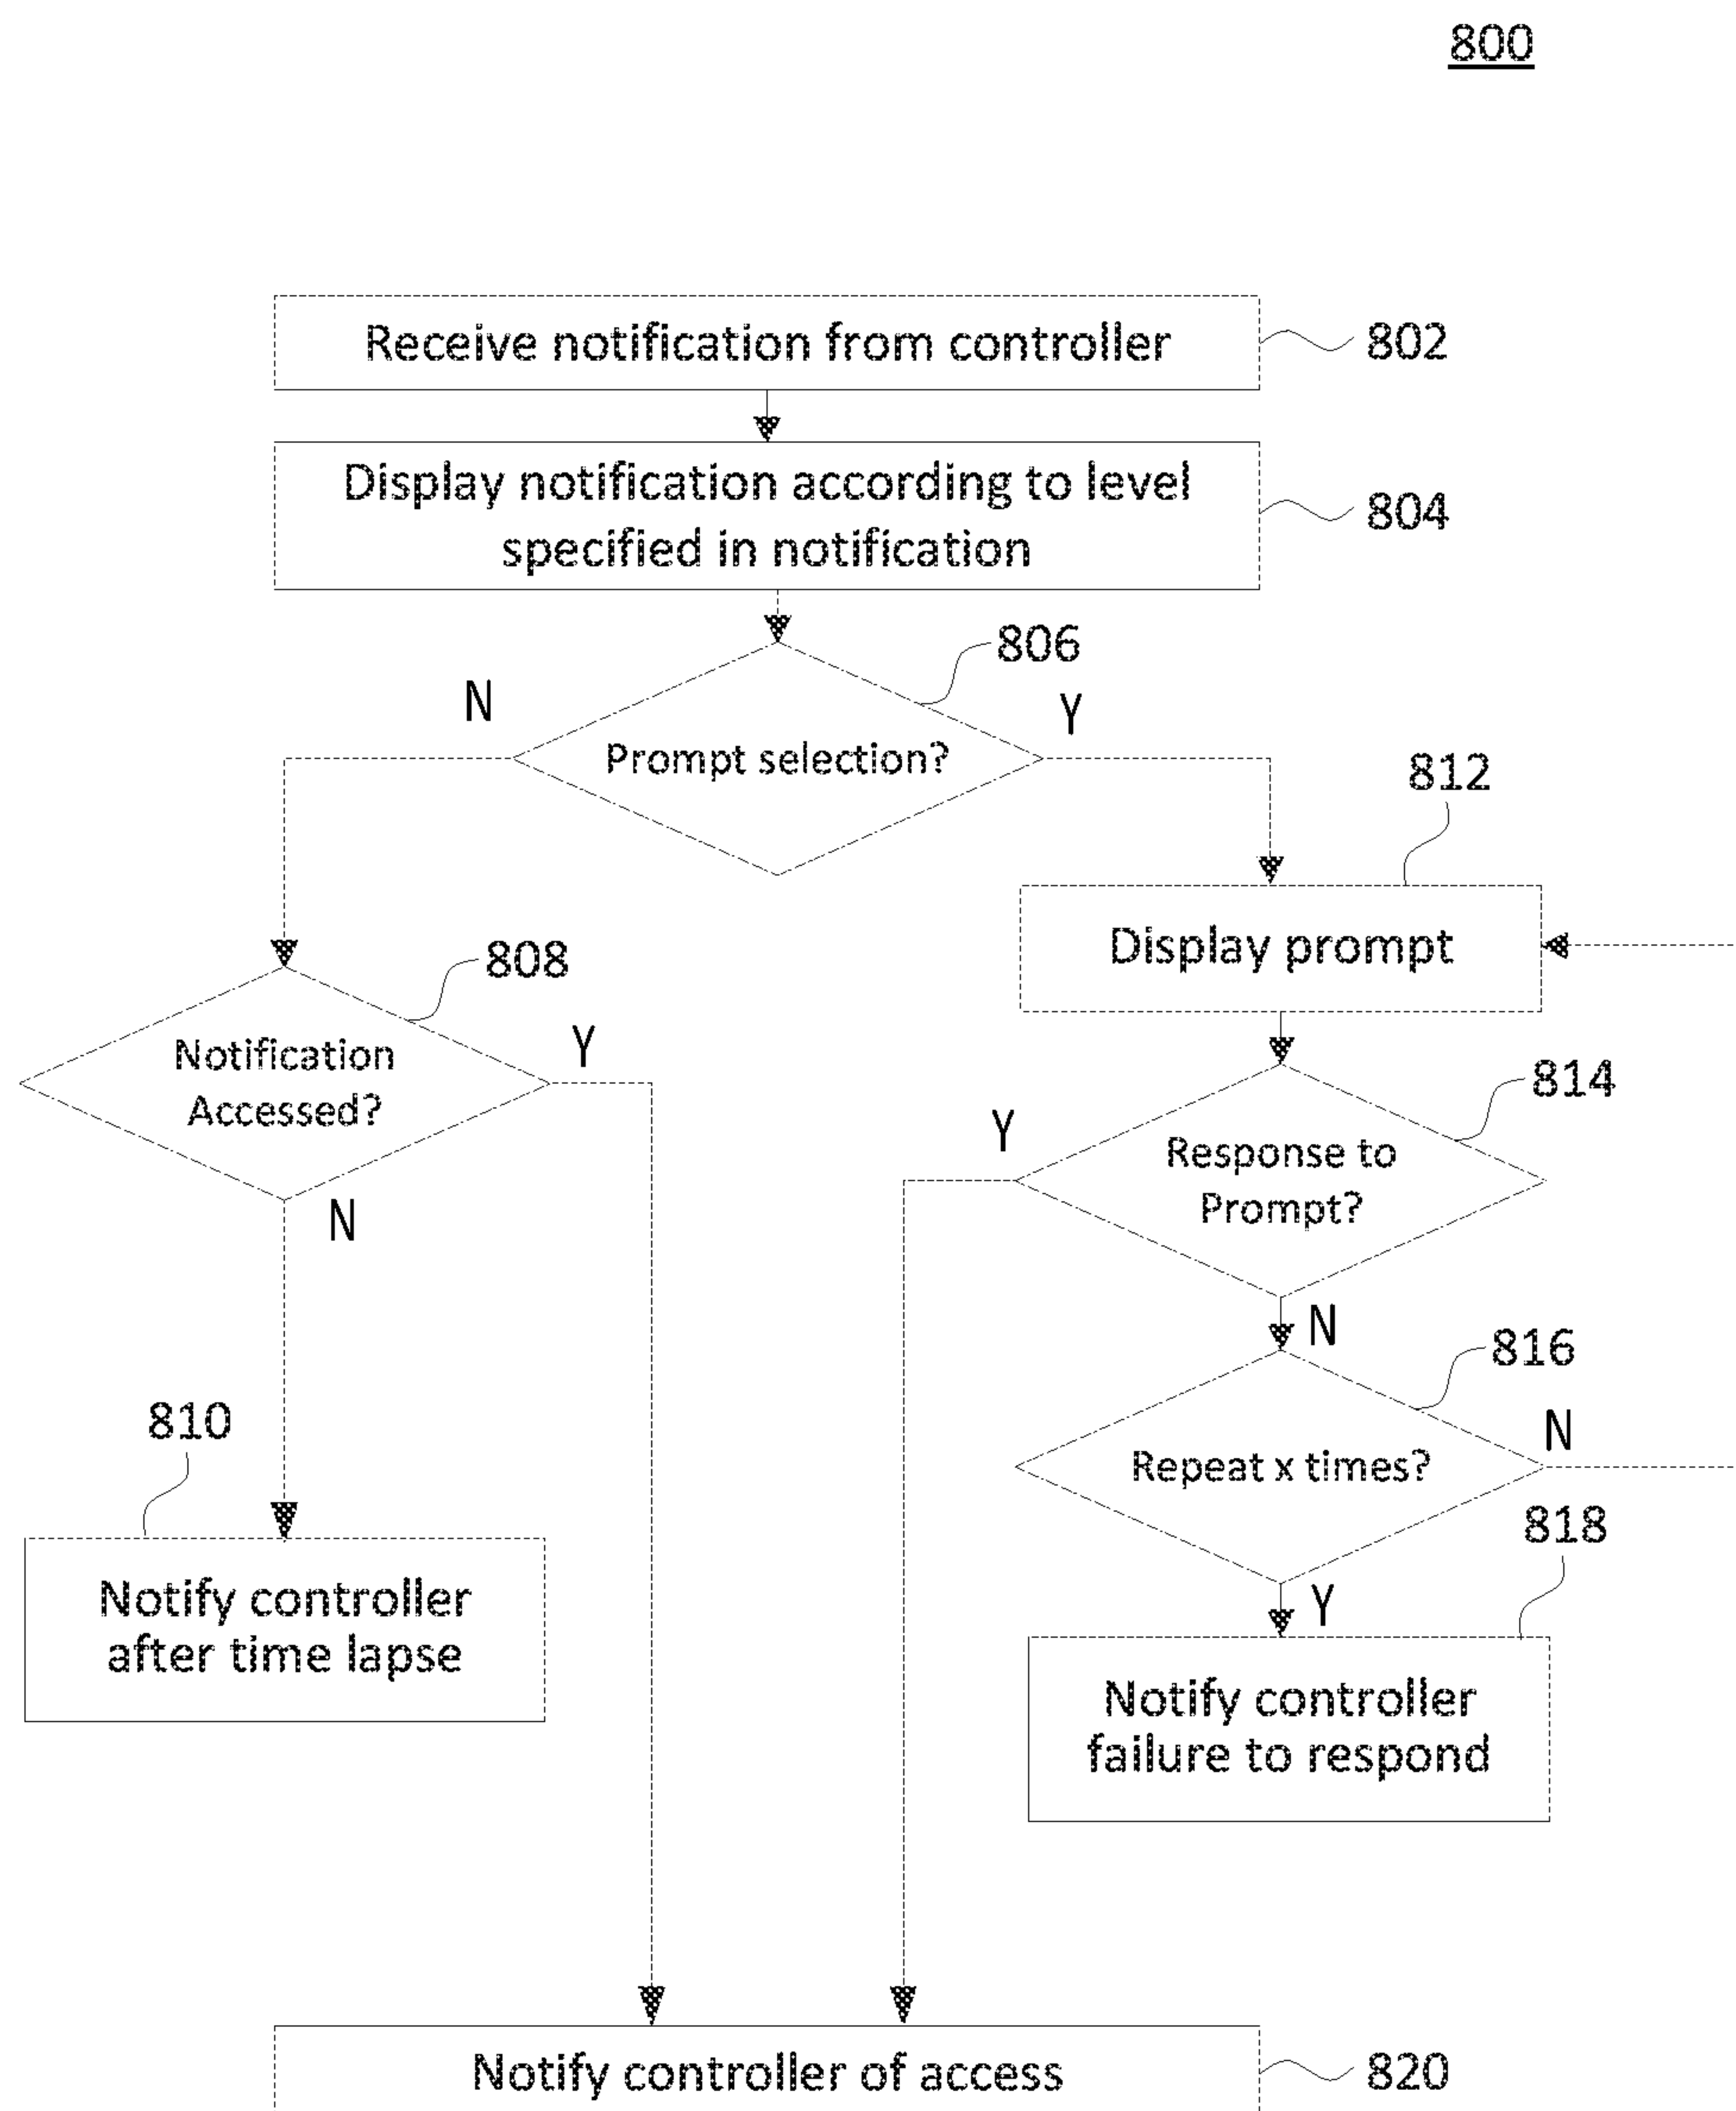 800
Receive notification from controller
802
Display notification according to level
specified in notification
804
806
N
Y
Prompt selection?
812
Display prompt
808
Notification
Accessed?
Y
N
814
Y
Response to
Prompt?
N
816
N
Repeat x times?
810
Notify controller
after time lapse
818
Y
Notify controller
failure to respond
Notify controller of access
820